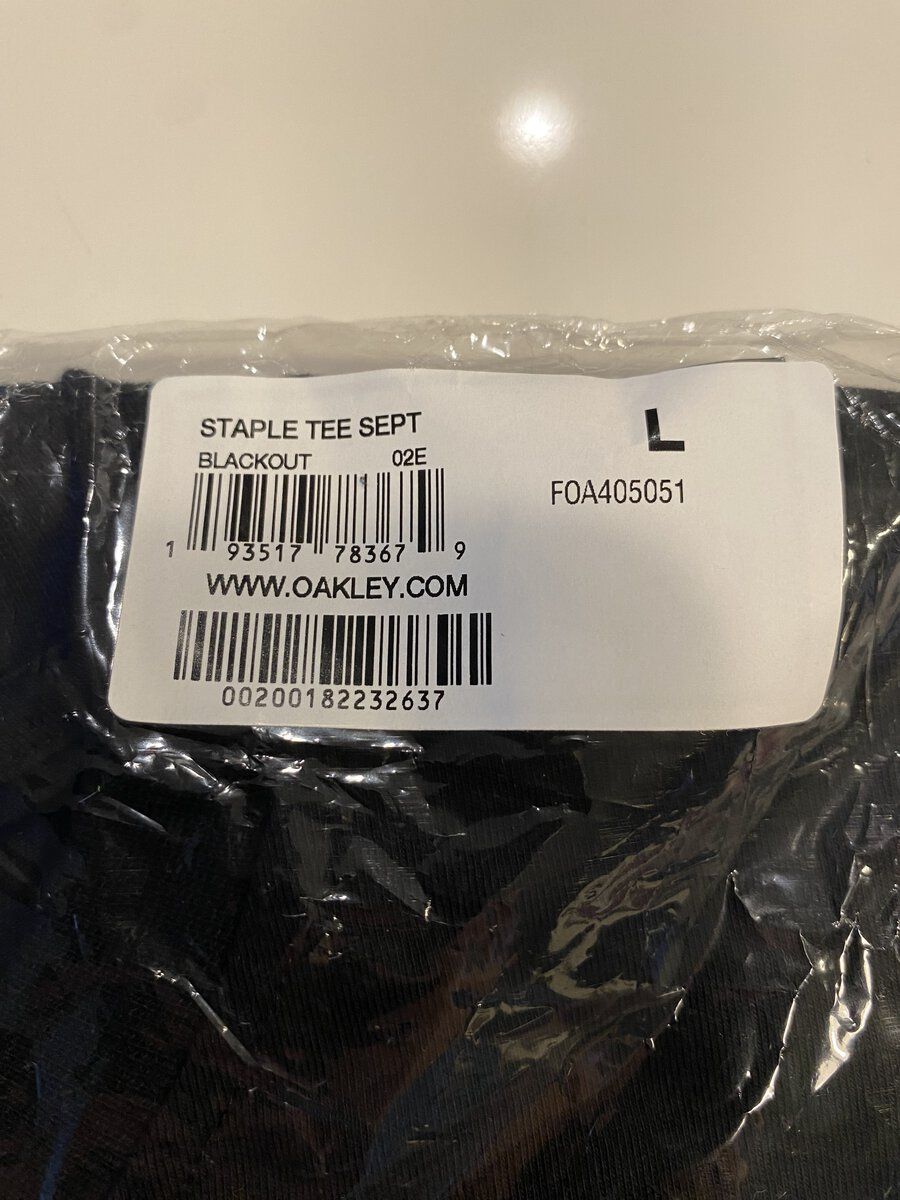 STAPLE TEE SEPT
L
BLACKOUT 02E
FOA405051
1 93517 78367 9
WWW.OAKLEY.COM
00200182232637